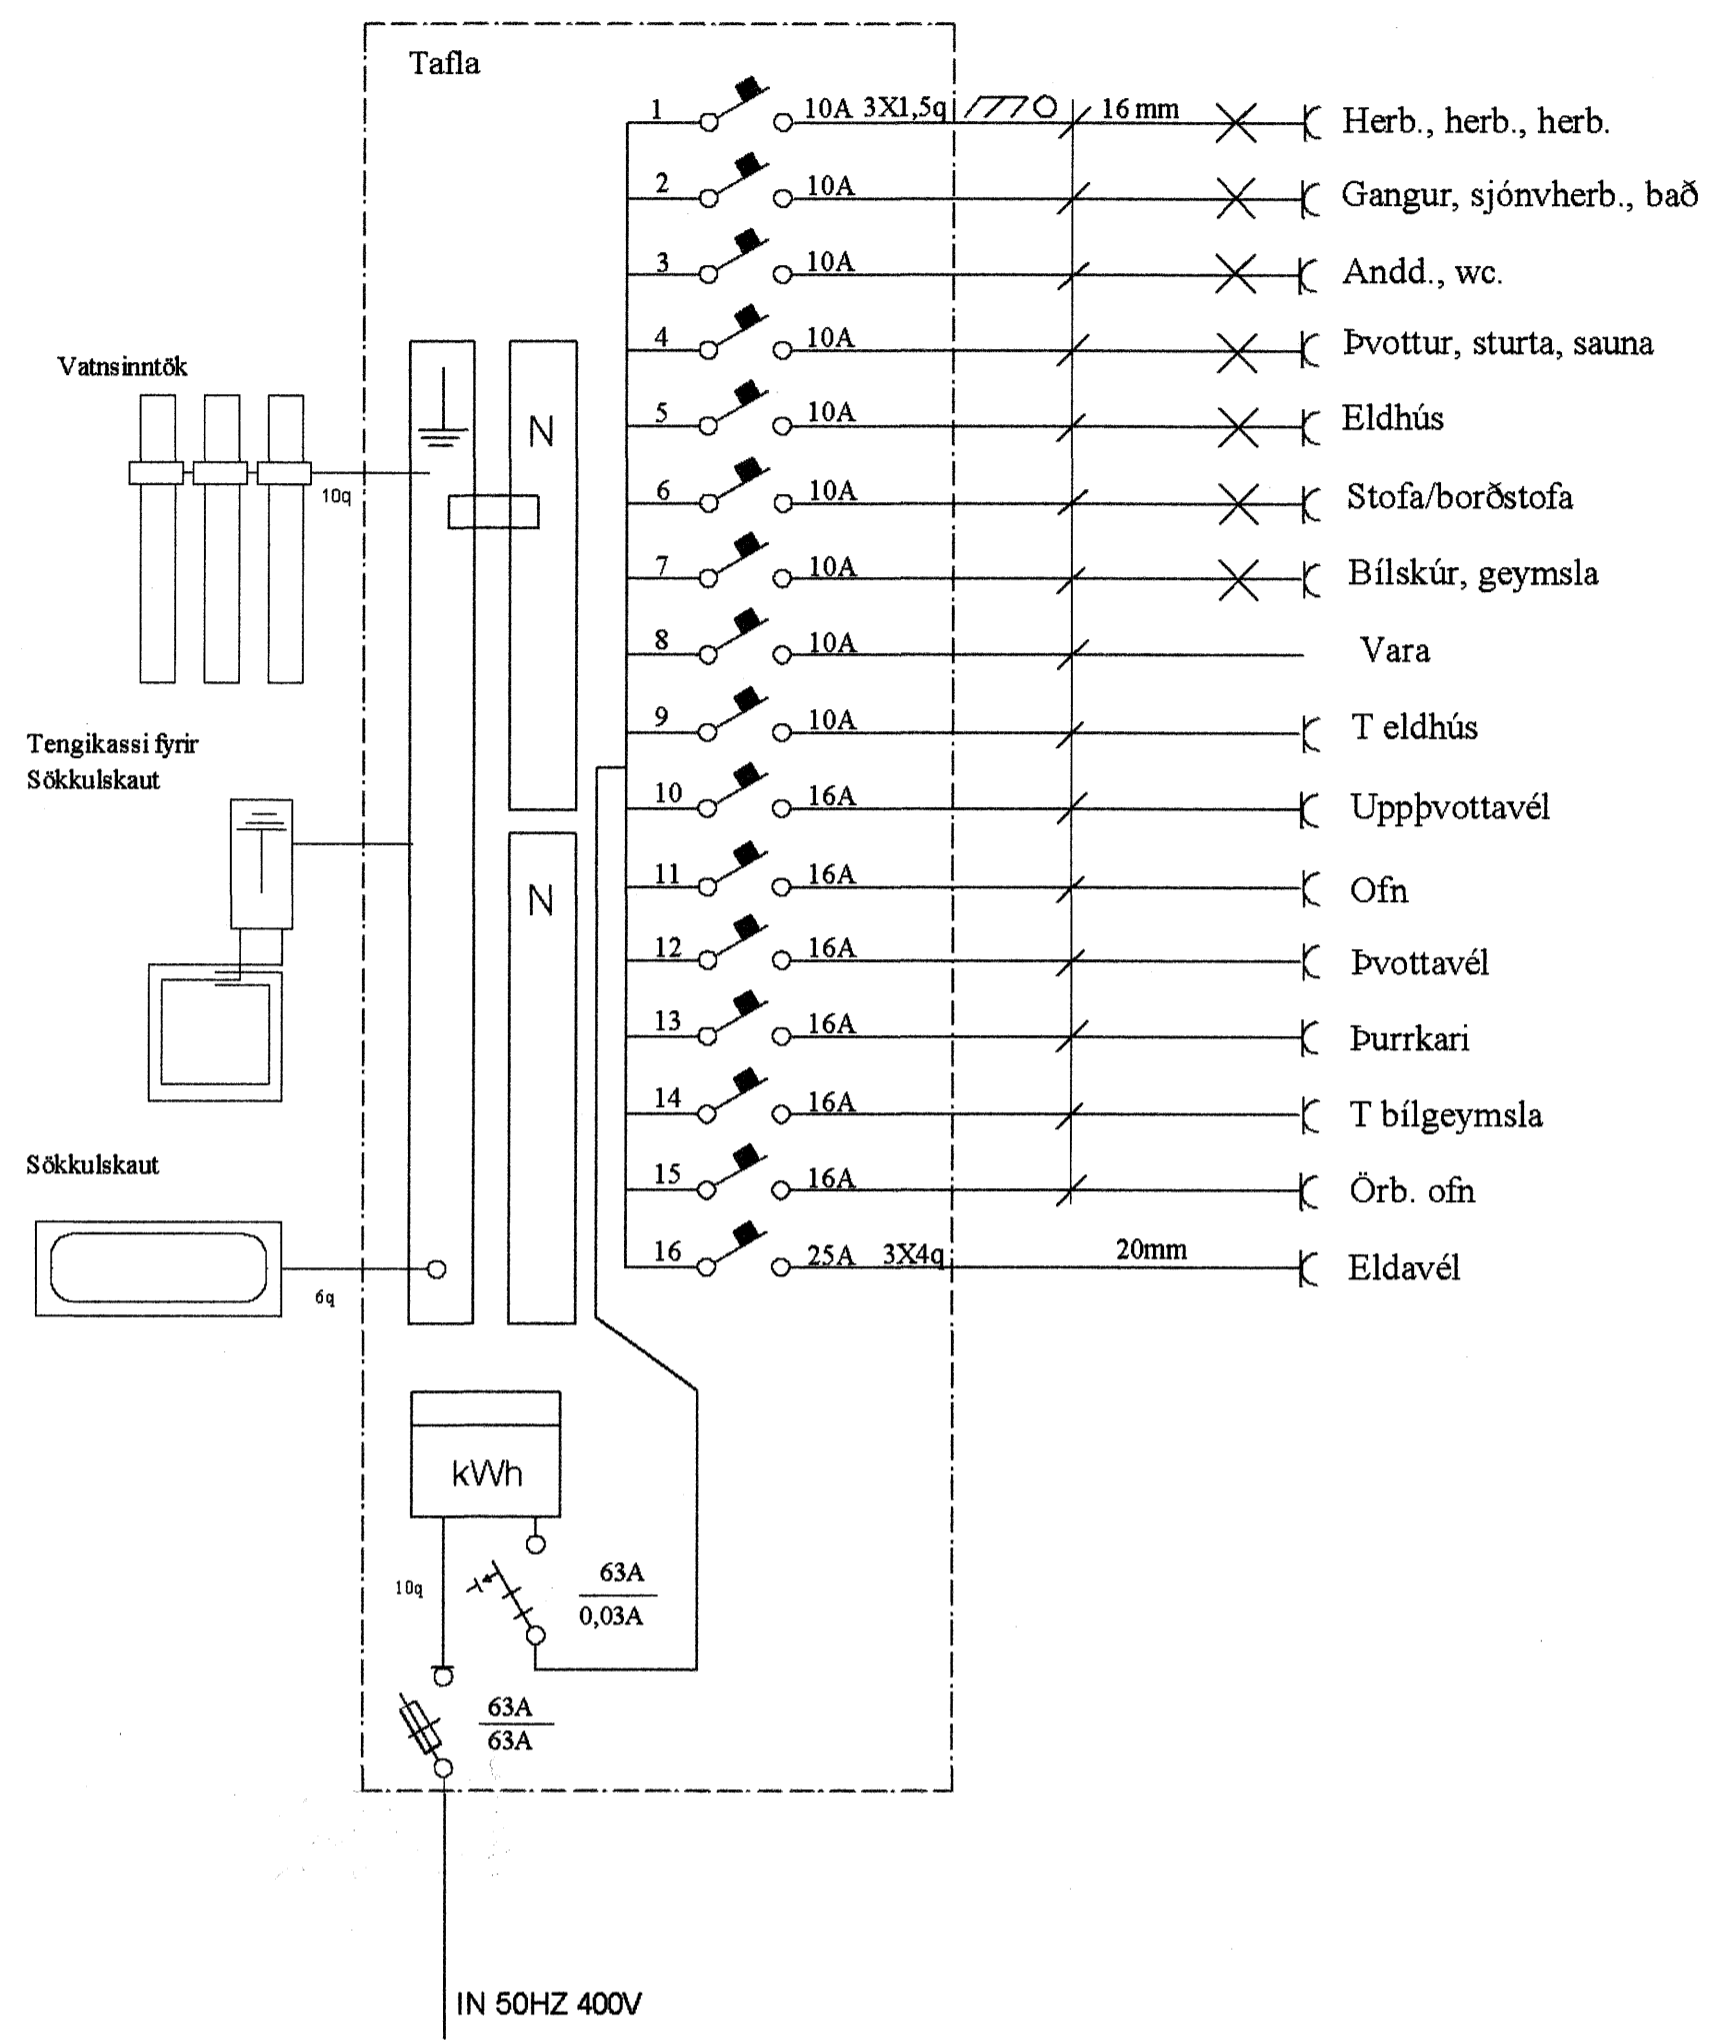 Tafla
1 10A 3X1,5q 16 mm Herb., herb., herb.
2 10A Gangur, sjónvherb., bað
3 10A Andd., wc.
4 10A Þvottur, sturta, sauna
5 10A Eldhús
6 10A Stofa/borðstofa
7 10A Bílskúr, geymsla
8 10A Vara
9 10A T eldhús
10 16A Uppþvottavél
11 16A Ofn
12 16A Þvottavél
13 16A Þurrkari
14 16A T bílgeymsla
15 16A Örb. ofn
16 25A 3X4q 20mm Eldavél
Vatnsinntök
10q
N
Tengikassi fyrir
Sökkulskaut
N
Sökkulskaut
6q
kWh
10q
63A
0,03A
63A
63A
IN 50HZ 400V